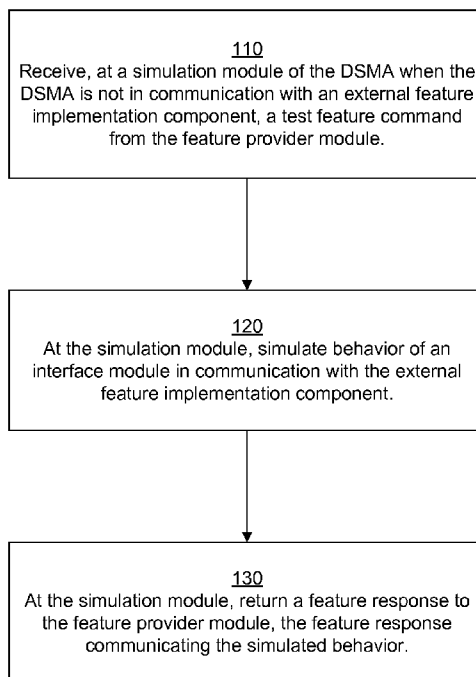 110
Receive, at a simulation module of the DSMA when the
DSMA is not in communication with an external feature
implementation component, a test feature command
from the feature provider module.
120
At the simulation module, simulate behavior of an
interface module in communication with the external
feature implementation component.
130
At the simulation module, return a feature response to
the feature provider module, the feature response
communicating the simulated behavior.